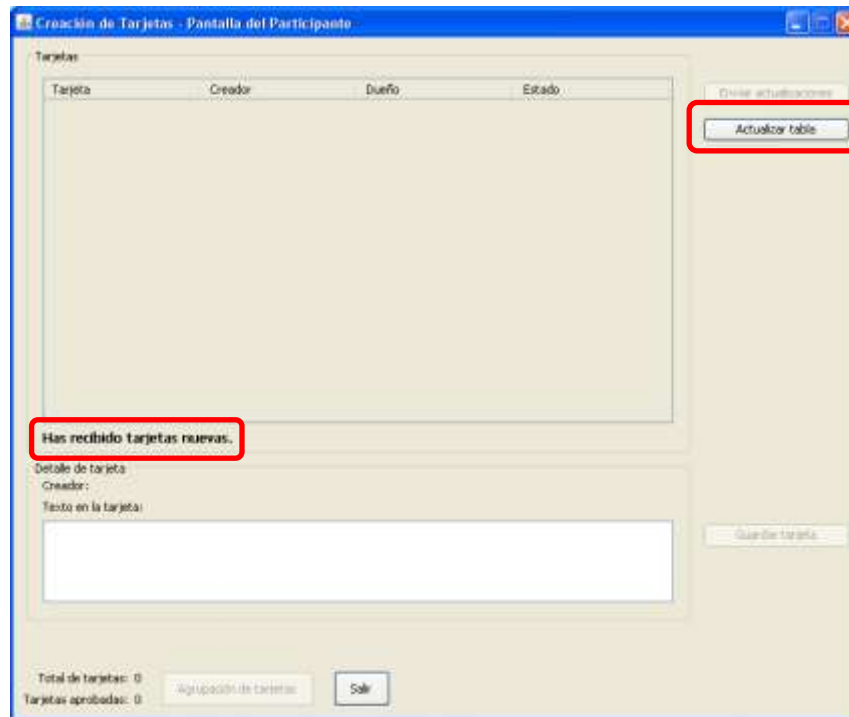 Creación de Tarjetas - Pantalla del Participante
Tarjetas
Tarjeta Creador Dueño Estado
Enviar actualizaciones
Actualizar table
Has recibido tarjetas nuevas.
Detalle de tarjeta
Creador:
Texto en la tarjeta:
Guardar tarjeta
Total de tarjetas: 0
Tarjetas aprobadas: 0
Agrupación de tarjetas
Salir